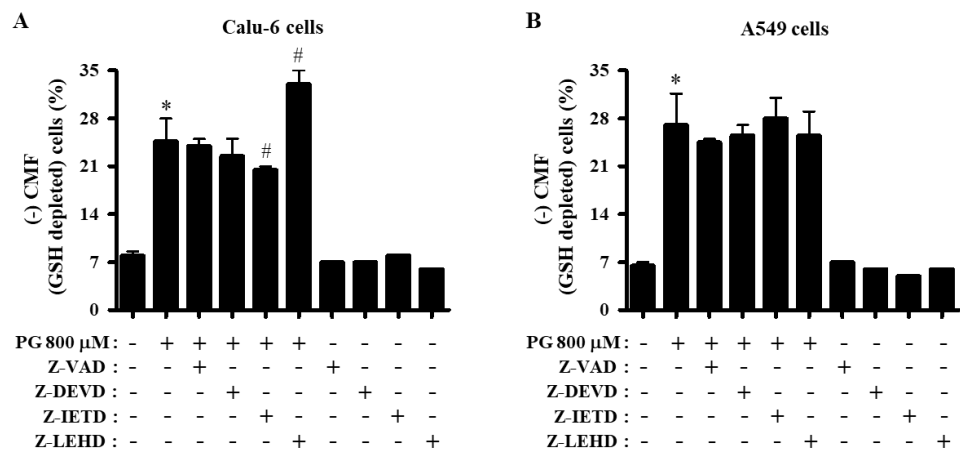 A
Calu-6 cells
(-) CMF
(GSH depleted) cells (%)
35
28
21
14
7
0
*
#
#
PG 800 μM : - + + + + + - - - -
Z-VAD : - - + - - - + - - -
Z-DEVD : - - - + - - - + - -
Z-IETD : - - - - + - - - + -
Z-LEHD : - - - - - + - - - +
B
A549 cells
(-) CMF
(GSH depleted) cells (%)
35
28
21
14
7
0
*
PG 800 μM : - + + + + + - - - -
Z-VAD : - - + - - - + - - -
Z-DEVD : - - - + - - - + - -
Z-IETD : - - - - + - - - + -
Z-LEHD : - - - - - + - - - +